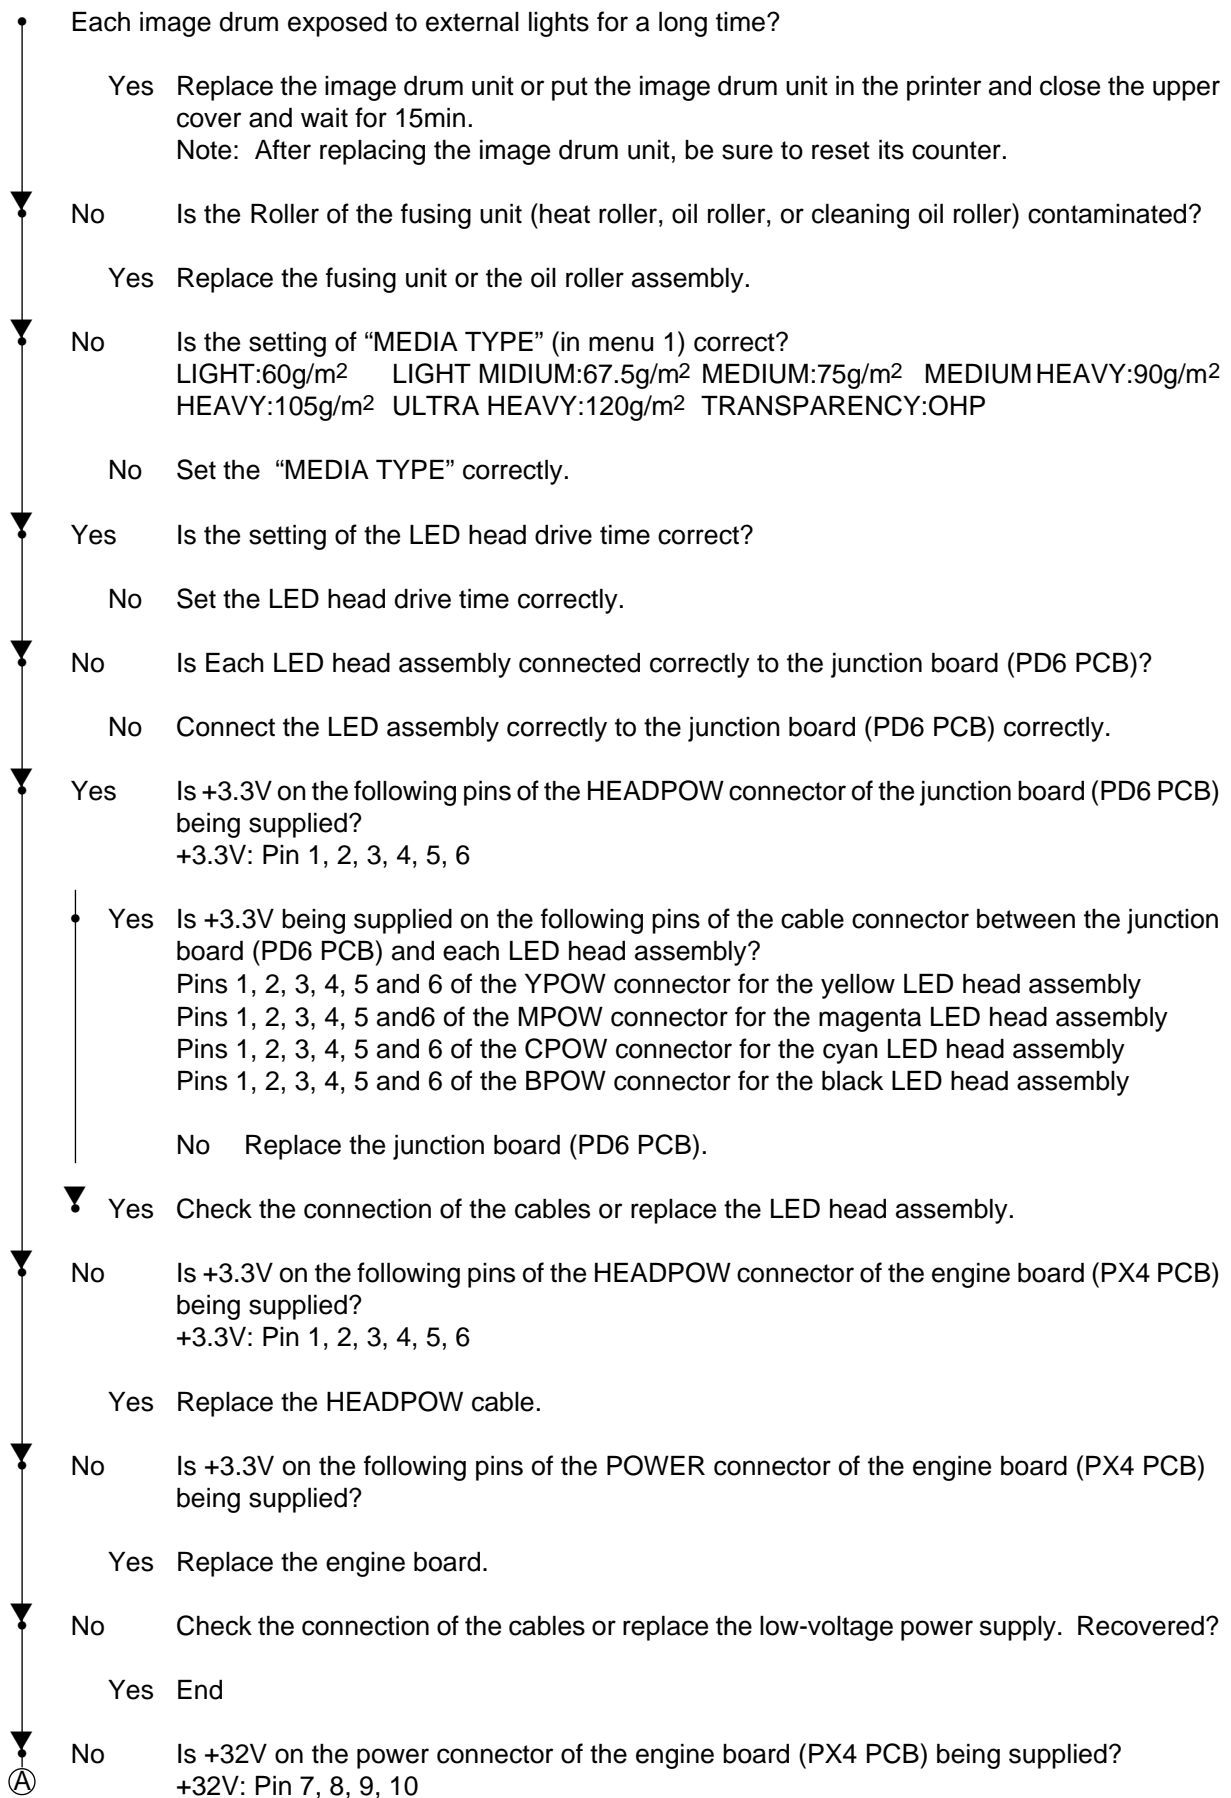 Each image drum exposed to external lights for a long time?
Yes Replace the image drum unit or put the image drum unit in the printer and close the upper
cover and wait for 15min.
Note: After replacing the image drum unit, be sure to reset its counter.
No Is the Roller of the fusing unit (heat roller, oil roller, or cleaning oil roller) contaminated?
Yes Replace the fusing unit or the oil roller assembly.
No Is the setting of “MEDIA TYPE” (in menu 1) correct?
LIGHT:60g/m2 LIGHT MIDIUM:67.5g/m2 MEDIUM:75g/m2 MEDIUM HEAVY:90g/m2
HEAVY:105g/m2 ULTRA HEAVY:120g/m2 TRANSPARENCY:OHP
No Set the “MEDIA TYPE” correctly.
Yes Is the setting of the LED head drive time correct?
No Set the LED head drive time correctly.
No Is Each LED head assembly connected correctly to the junction board (PD6 PCB)?
No Connect the LED assembly correctly to the junction board (PD6 PCB) correctly.
Yes Is +3.3V on the following pins of the HEADPOW connector of the junction board (PD6 PCB)
being supplied?
+3.3V: Pin 1, 2, 3, 4, 5, 6
Yes Is +3.3V being supplied on the following pins of the cable connector between the junction
board (PD6 PCB) and each LED head assembly?
Pins 1, 2, 3, 4, 5 and 6 of the YPOW connector for the yellow LED head assembly
Pins 1, 2, 3, 4, 5 and6 of the MPOW connector for the magenta LED head assembly
Pins 1, 2, 3, 4, 5 and 6 of the CPOW connector for the cyan LED head assembly
Pins 1, 2, 3, 4, 5 and 6 of the BPOW connector for the black LED head assembly
No Replace the junction board (PD6 PCB).
Yes Check the connection of the cables or replace the LED head assembly.
No Is +3.3V on the following pins of the HEADPOW connector of the engine board (PX4 PCB)
being supplied?
+3.3V: Pin 1, 2, 3, 4, 5, 6
Yes Replace the HEADPOW cable.
No Is +3.3V on the following pins of the POWER connector of the engine board (PX4 PCB)
being supplied?
Yes Replace the engine board.
No Check the connection of the cables or replace the low-voltage power supply. Recovered?
Yes End
No Is +32V on the power connector of the engine board (PX4 PCB) being supplied?
A +32V: Pin 7, 8, 9, 10